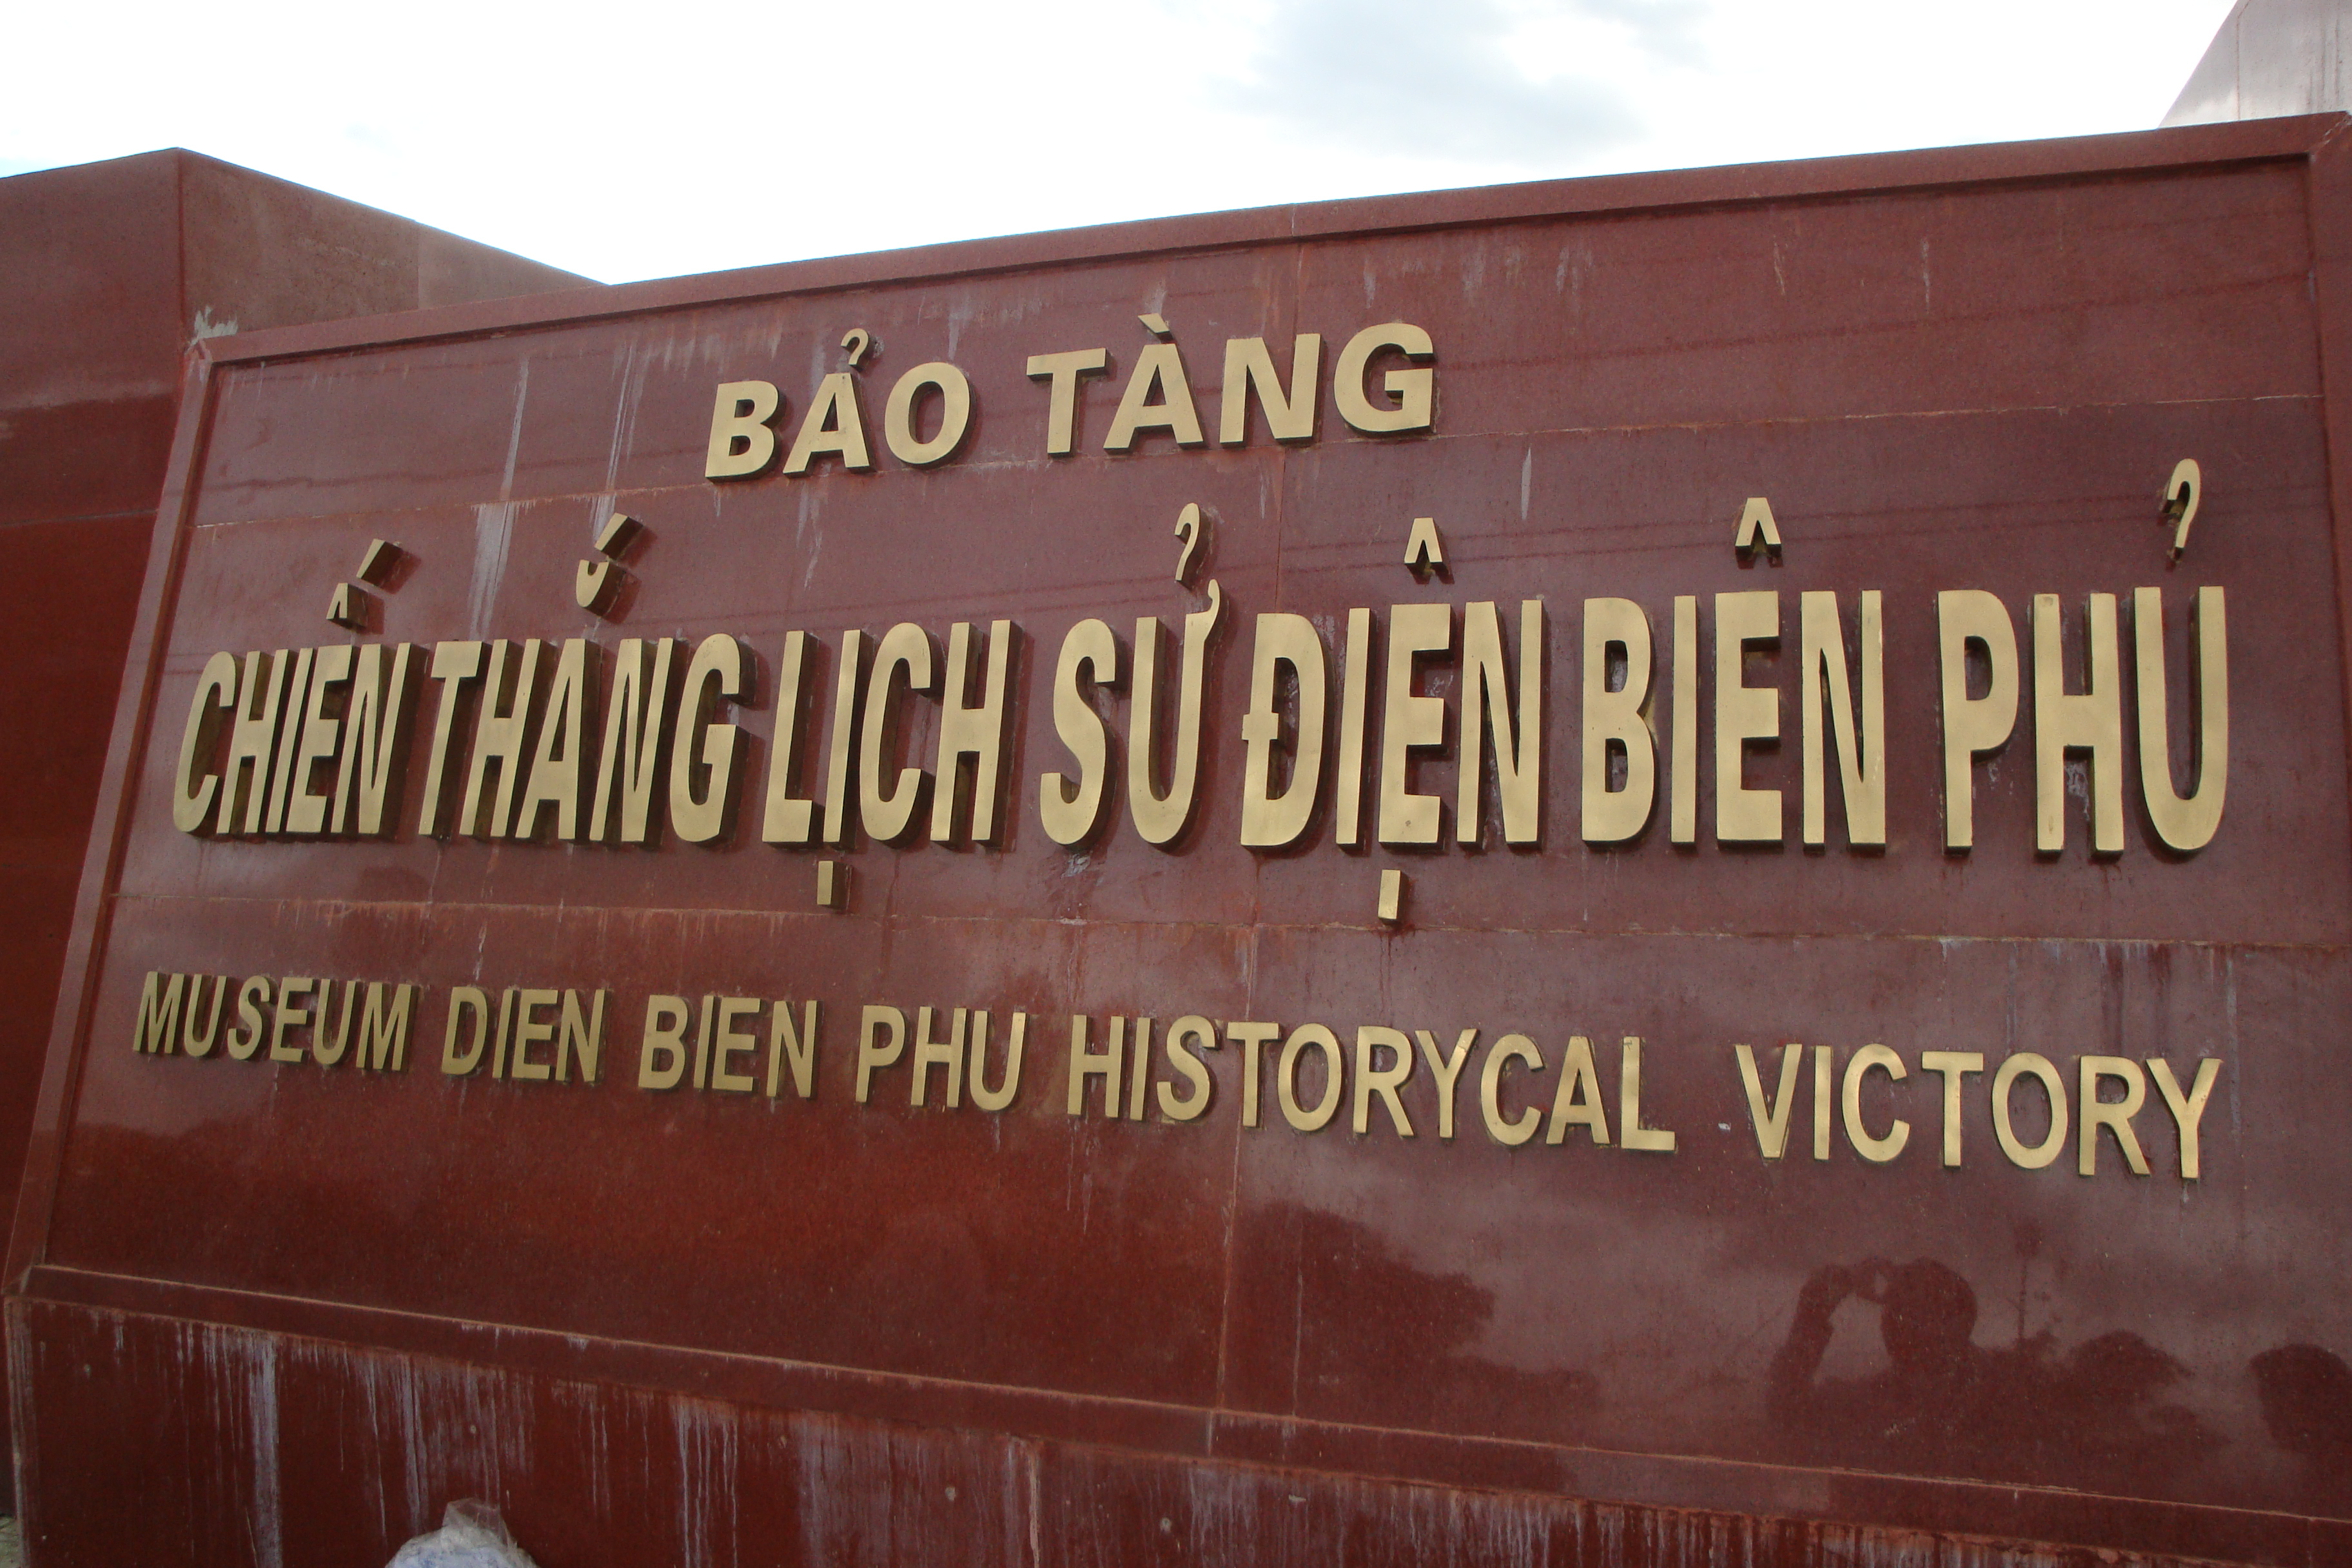 BẢO TÀNG
CHIẾN THẮNG LỊCH SỬ ĐIỆN BIÊN PHỦ
MUSEUM DIEN BIEN PHU HISTORYCAL VICTORY